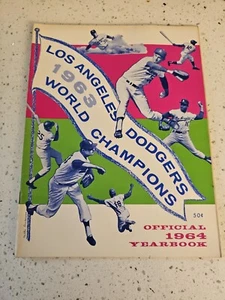 LOS ANGELES DODGERS
1963
WORLD CHAMPIONS
50¢
OFFICIAL
1964
YEARBOOK